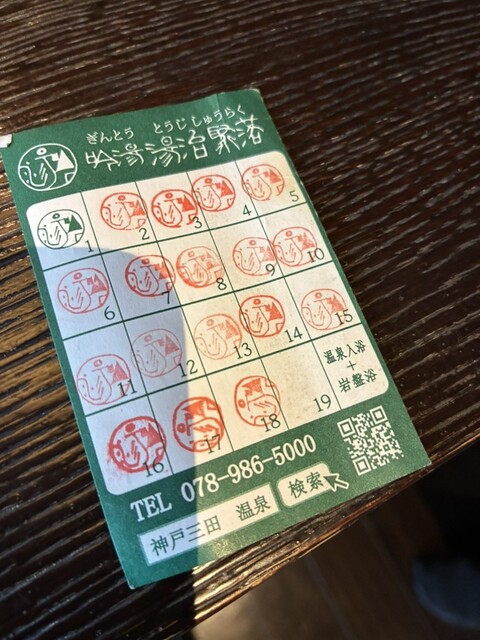 ぎんとう とうじしゅうらく
吟湯湯治聚落
1 2 3 4 5
6 7 8 9 10
11 12 13 14 15
16 17 18 19 温泉入浴
+
岩盤浴
TEL 078-986-5000
神戸三田 温泉 検索